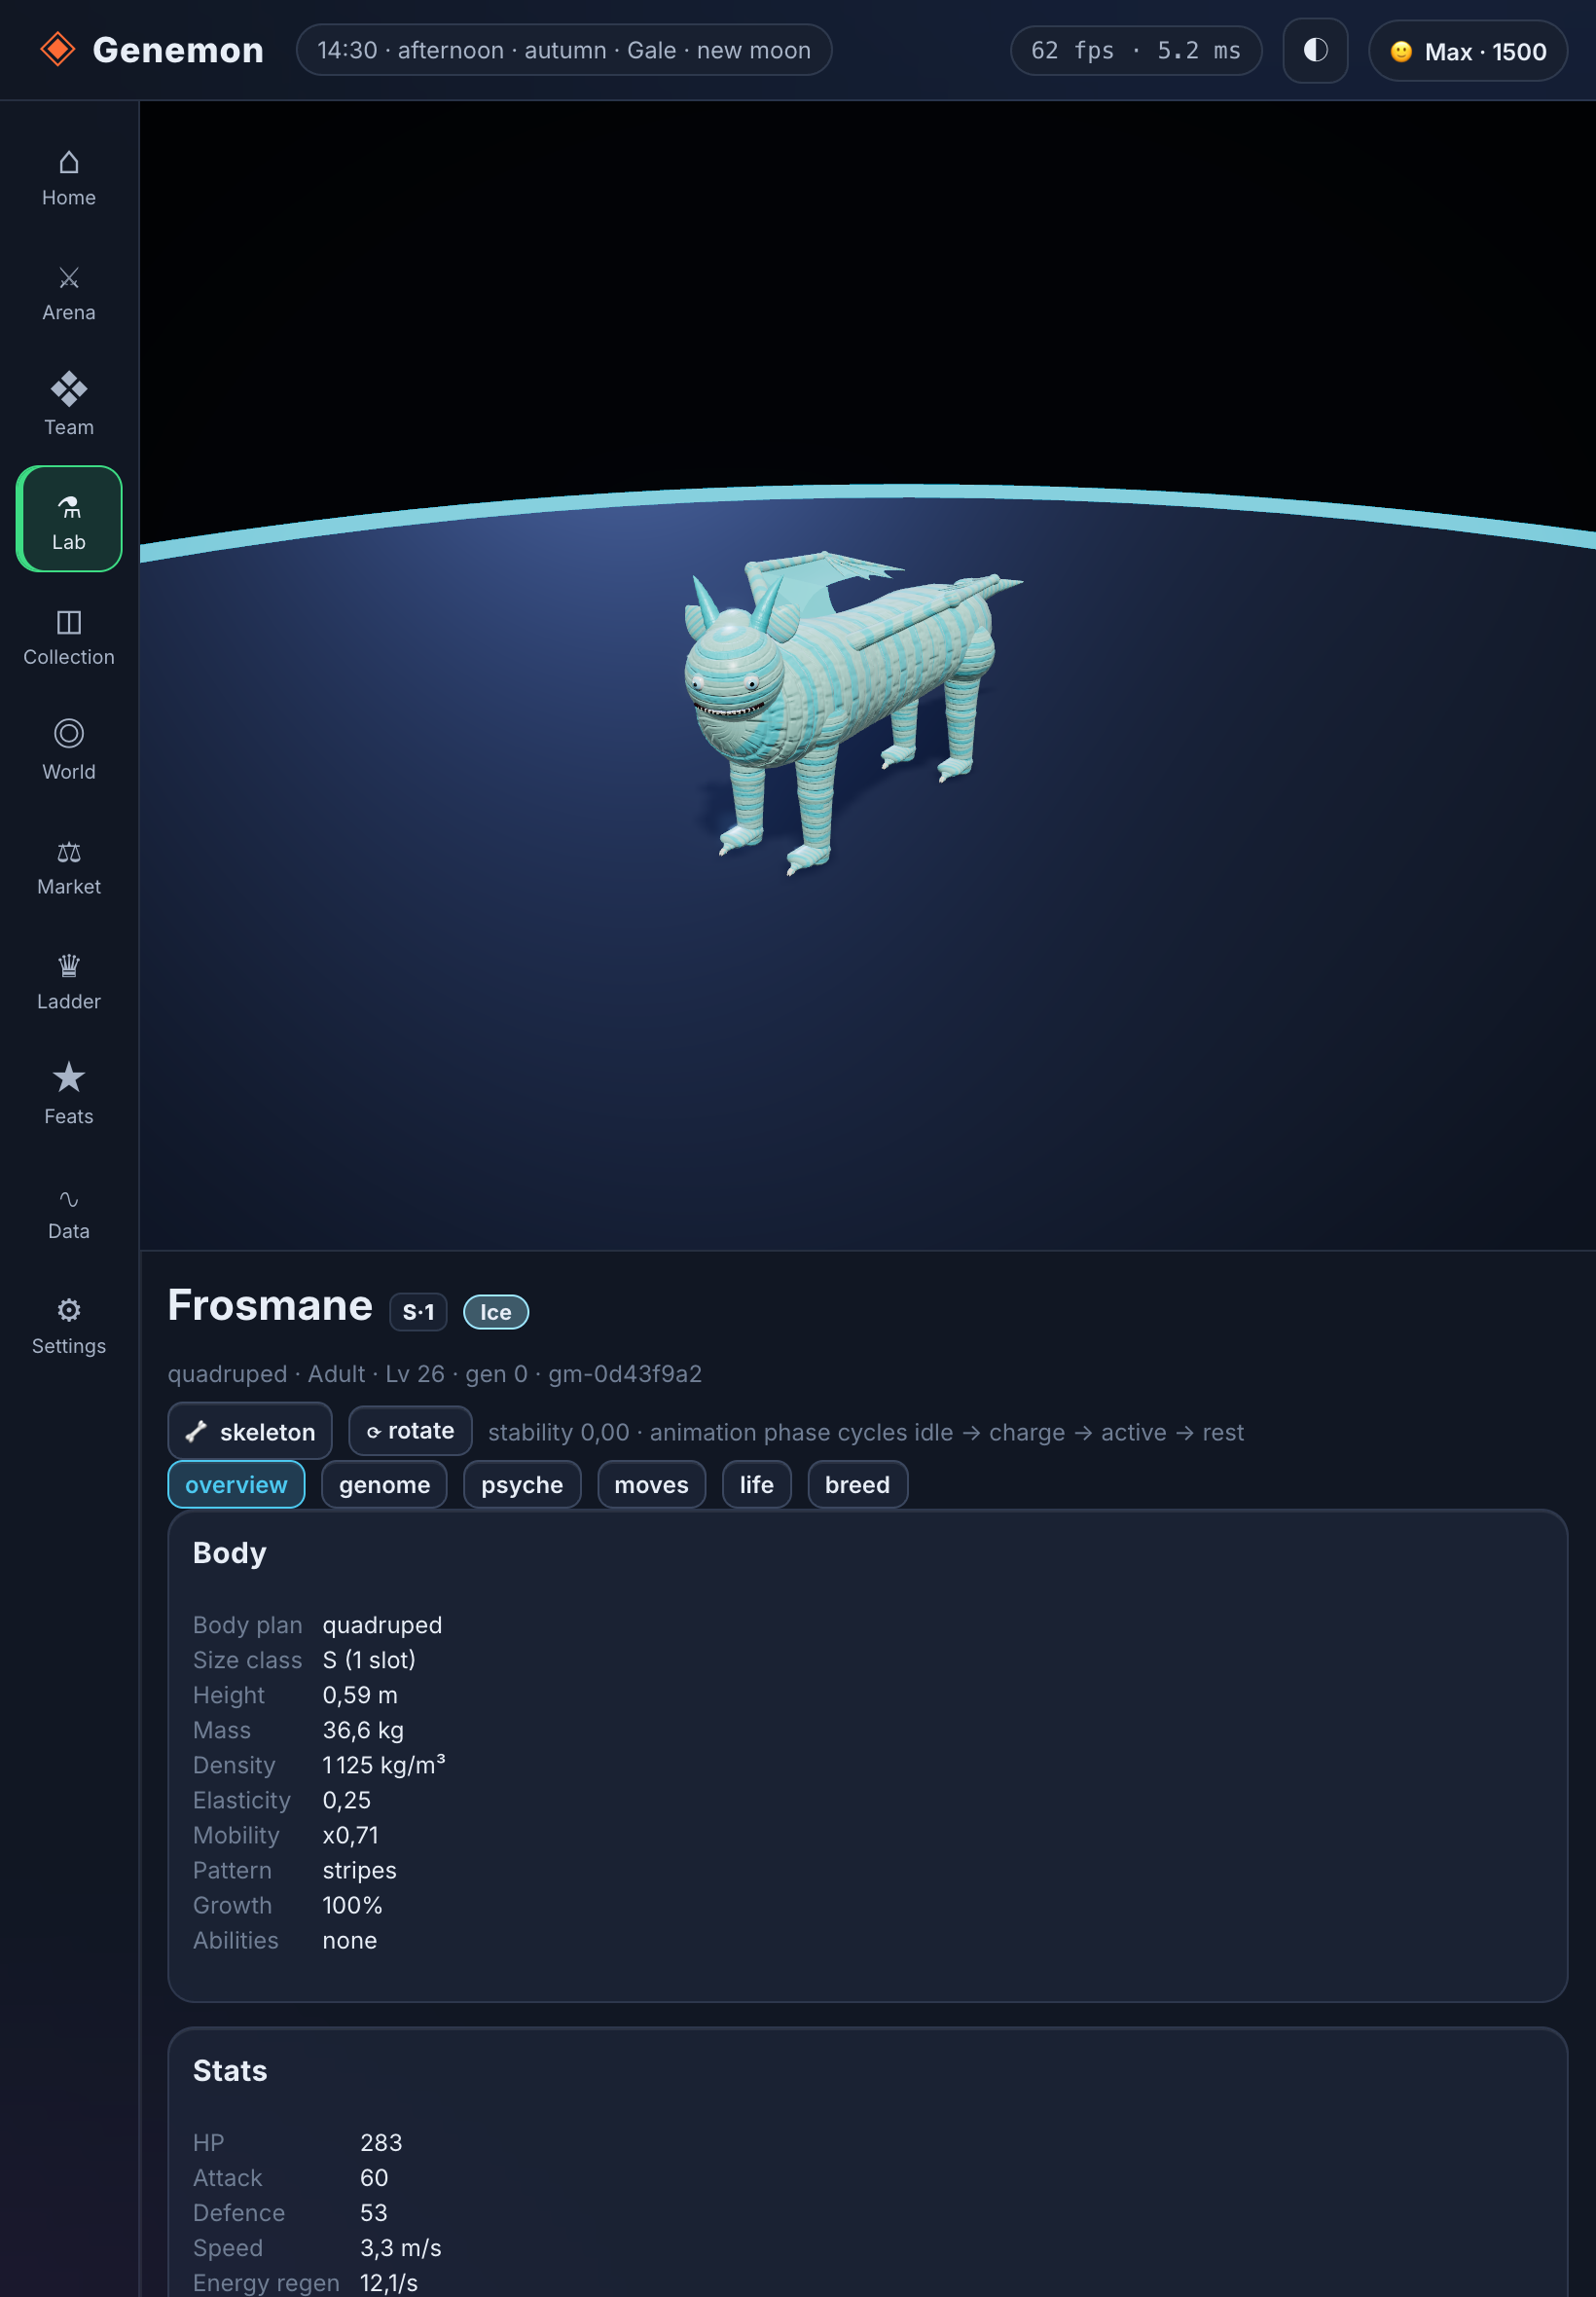 Genemon
14:30 · afternoon · autumn · Gale · new moon
62 fps · 5.2 ms
Max · 1500
Home
Arena
Team
Lab
Collection
World
Market
Ladder
Feats
Data
Settings
Frosmane S·1 Ice
quadruped · Adult · Lv 26 · gen 0 · gm-0d43f9a2
skeleton rotate stability 0,00 · animation phase cycles idle → charge → active → rest
overview genome psyche moves life breed
Body
Body plan quadruped
Size class S (1 slot)
Height 0,59 m
Mass 36,6 kg
Density 1 125 kg/m³
Elasticity 0,25
Mobility x0,71
Pattern stripes
Growth 100%
Abilities none
Stats
HP 283
Attack 60
Defence 53
Speed 3,3 m/s
Energy regen 12,1/s